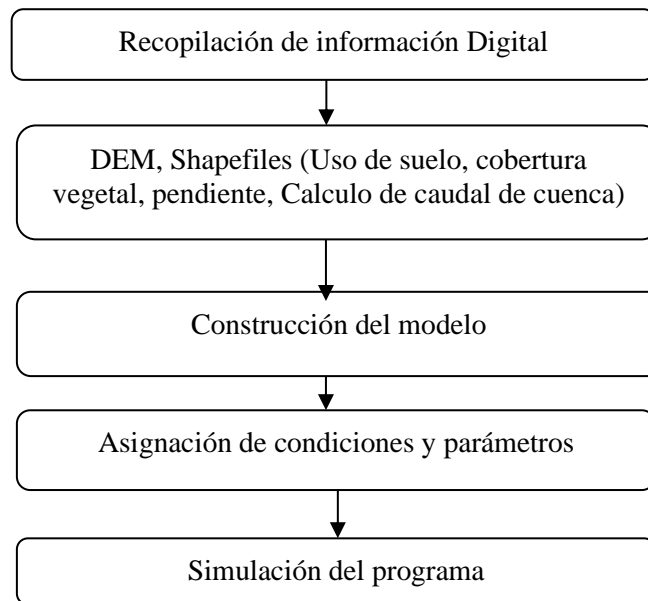 Recopilación de información Digital
DEM, Shapefiles (Uso de suelo, cobertura
vegetal, pendiente, Calculo de caudal de cuenca)
Construcción del modelo
Asignación de condiciones y parámetros
Simulación del programa